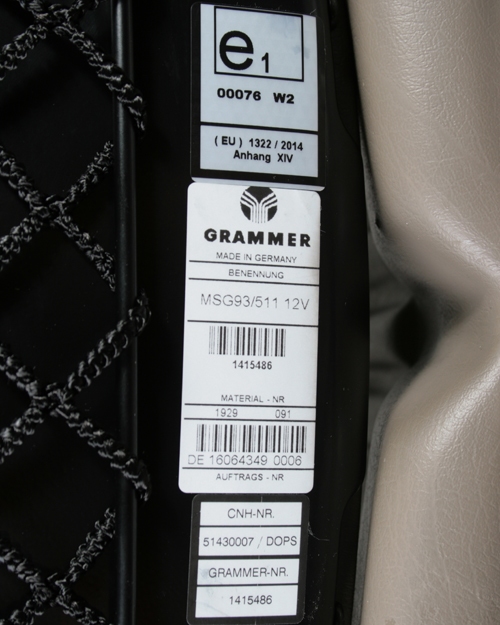 e1
00076 W2
( EU ) 1322 / 2014
Anhang XIV
GRAMMER
MADE IN GERMANY
BENENNUNG
MSG93/511 12V
1415486
MATERIAL - NR
1929 091
DE 16064349 0006
AUFTRAGS - NR
CNH-NR.
51430007 / DOPS
GRAMMER-NR.
1415486